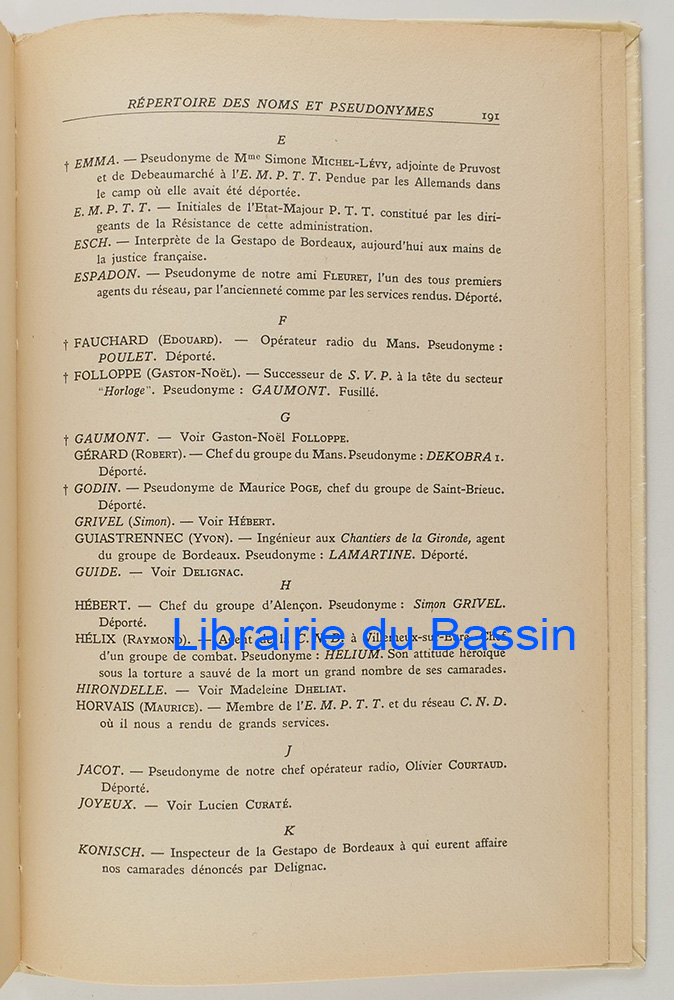 RÉPERTOIRE DES NOMS ET PSEUDONYMES 191
E
† EMMA. — Pseudonyme de Mme Simone MICHEL-LÉVY, adjointe de Pruvost
et de Debeaumarché à l'E. M. P. T. T. Pendue par les Allemands dans
le camp où elle avait été déportée.
E. M. P. T. T. — Initiales de l'Etat-Major P. T. T. constitué par les diri-
geants de la Résistance de cette administration.
ESCH. — Interprète de la Gestapo de Bordeaux, aujourd'hui aux mains de
la justice française.
ESPADON. — Pseudonyme de notre ami FLEURET, l'un des tous premiers
agents du réseau, par l'ancienneté comme par les services rendus. Déporté.
F
† FAUCHARD (EDOUARD). — Opérateur radio du Mans. Pseudonyme :
POULET. Déporté.
† FOLLOPPE (GASTON-NOËL). — Successeur de S. V. P. à la tête du secteur
"Horloge". Pseudonyme : GAUMONT. Fusillé.
G
† GAUMONT. — Voir Gaston-Noël FOLLOPPE.
GÉRARD (ROBERT). — Chef du groupe du Mans. Pseudonyme : DEKOBRA 1.
Déporté.
† GODIN. — Pseudonyme de Maurice POGE, chef du groupe de Saint-Brieuc.
Déporté.
GRIVEL (Simon). — Voir HÉBERT.
GUIASTRENNEC (YVON). — Ingénieur aux Chantiers de la Gironde, agent
du groupe de Bordeaux. Pseudonyme : LAMARTINE. Déporté.
GUIDE. — Voir DELIGNAC.
H
HÉBERT. — Chef du groupe d'Alençon. Pseudonyme : Simon GRIVEL.
Déporté.
HÉLIX (RAYMOND). — Agent de la C. N. D. à Villemeux-sur-Eure. Chef
d'un groupe de combat. Pseudonyme : HELIUM. Son attitude héroïque
sous la torture a sauvé de la mort un grand nombre de ses camarades.
HIRONDELLE. — Voir Madeleine DHELIAT.
HORVAIS (MAURICE). — Membre de l'E. M. P. T. T. et du réseau C. N. D.
où il nous a rendu de grands services.
J
JACOT. — Pseudonyme de notre chef opérateur radio, Olivier COURTAUD.
Déporté.
JOYEUX. — Voir Lucien CURATÉ.
K
KONISCH. — Inspecteur de la Gestapo de Bordeaux à qui eurent affaire
nos camarades dénoncés par Delignac.
Librairie du Bassin